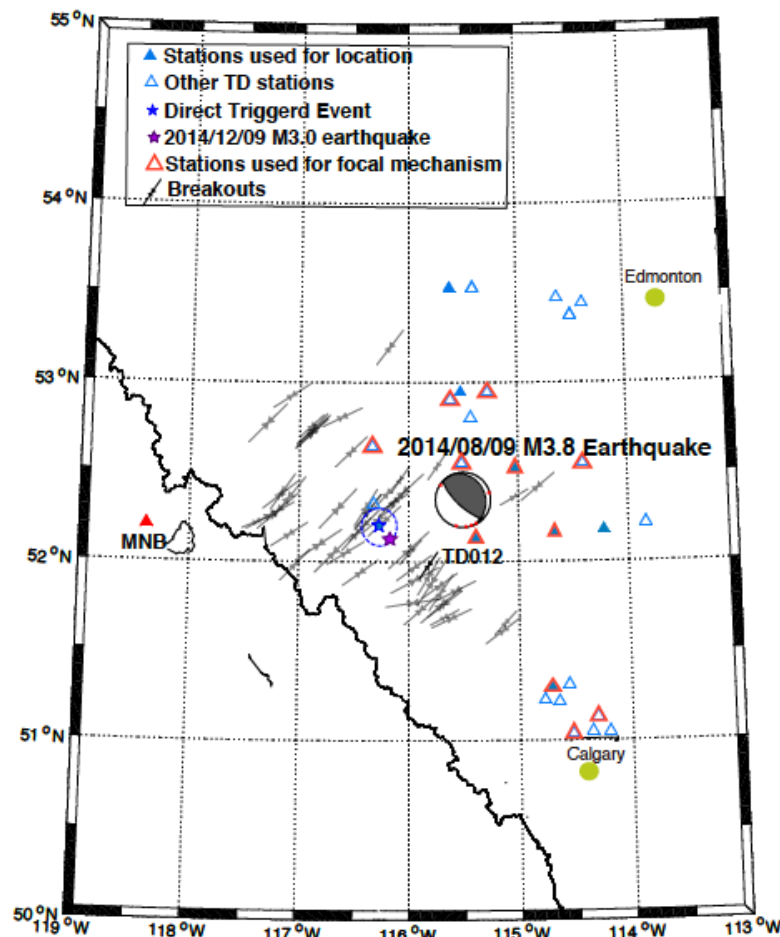 55°N
Stations used for location
Other TD stations
Direct Triggerd Event
2014/12/09 M3.0 earthquake
Stations used for focal mechanism
Breakouts
54°N
Edmonton
53°N
2014/08/09 M3.8 Earthquake
MNB
52°N
TD012
51°N
Calgary
50°N
119°W
118°W
117°W
116°W
115°W
114°W
113°W